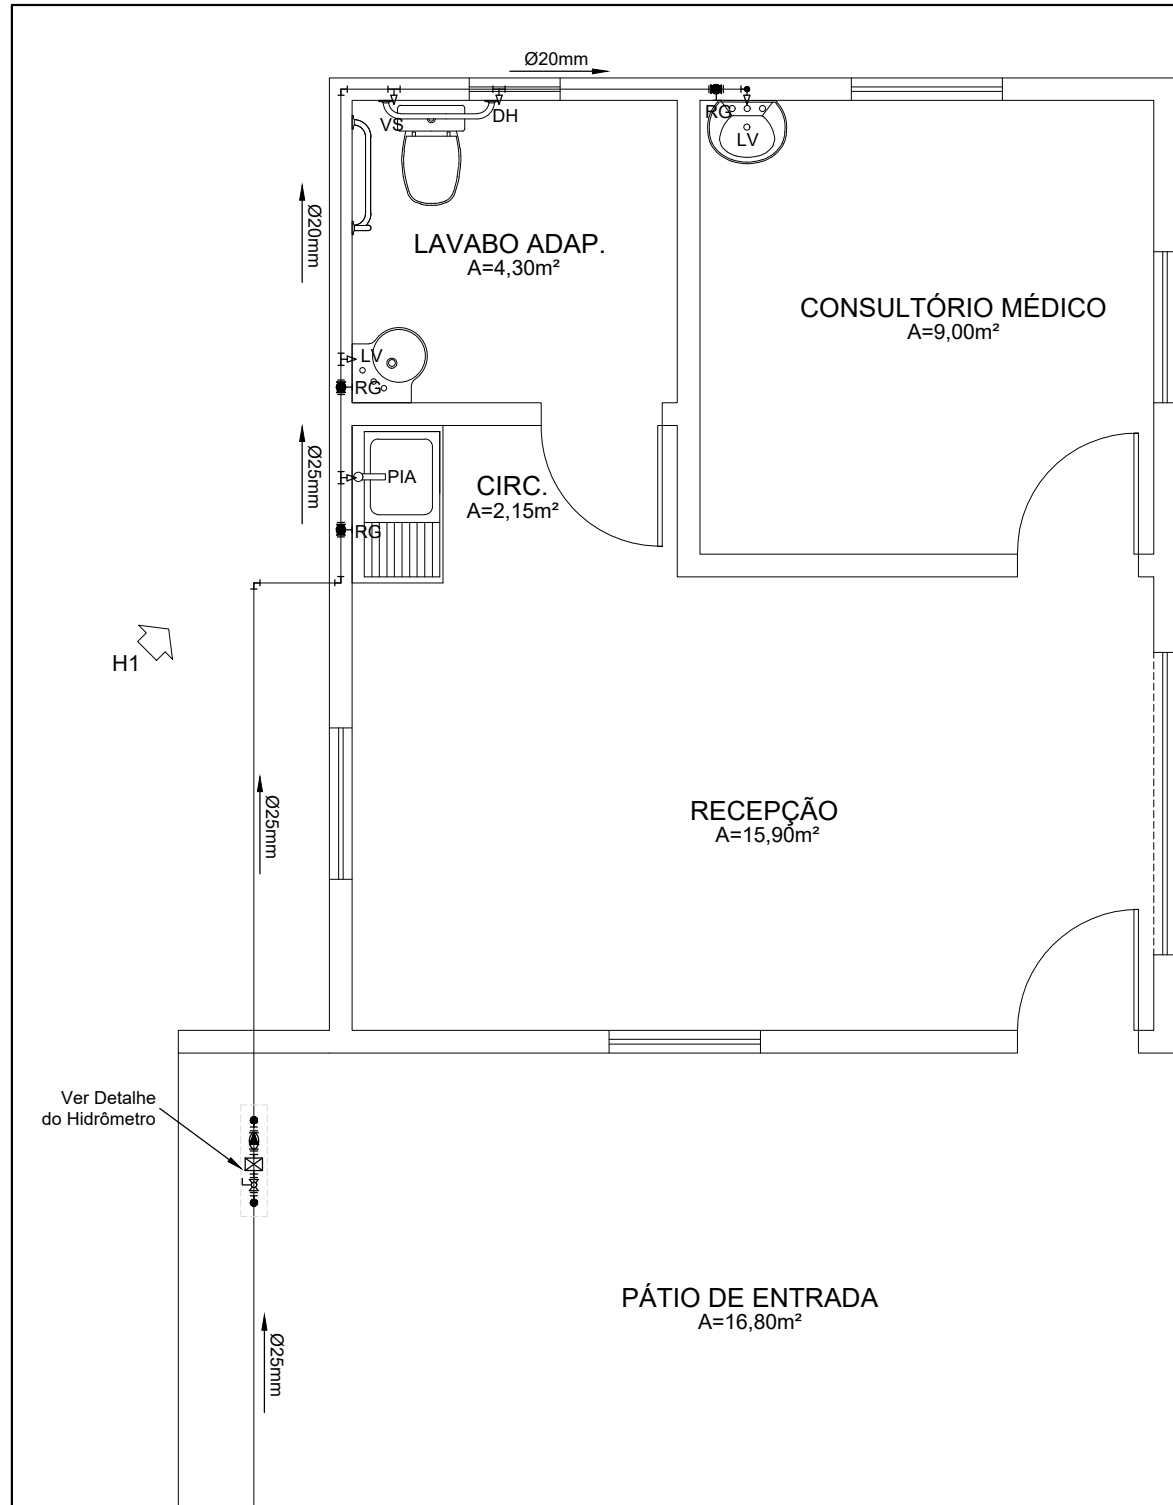 Ø20mm
VS
DH
RG
LV
Ø20mm
LAVABO ADAP.
A=4,30m²
CONSULTÓRIO MÉDICO
A=9,00m²
LV
RG
Ø25mm
PIA
CIRC.
A=2,15m²
RG
H1
Ø25mm
RECEPÇÃO
A=15,90m²
Ver Detalhe
do Hidrômetro
PÁTIO DE ENTRADA
A=16,80m²
Ø25mm